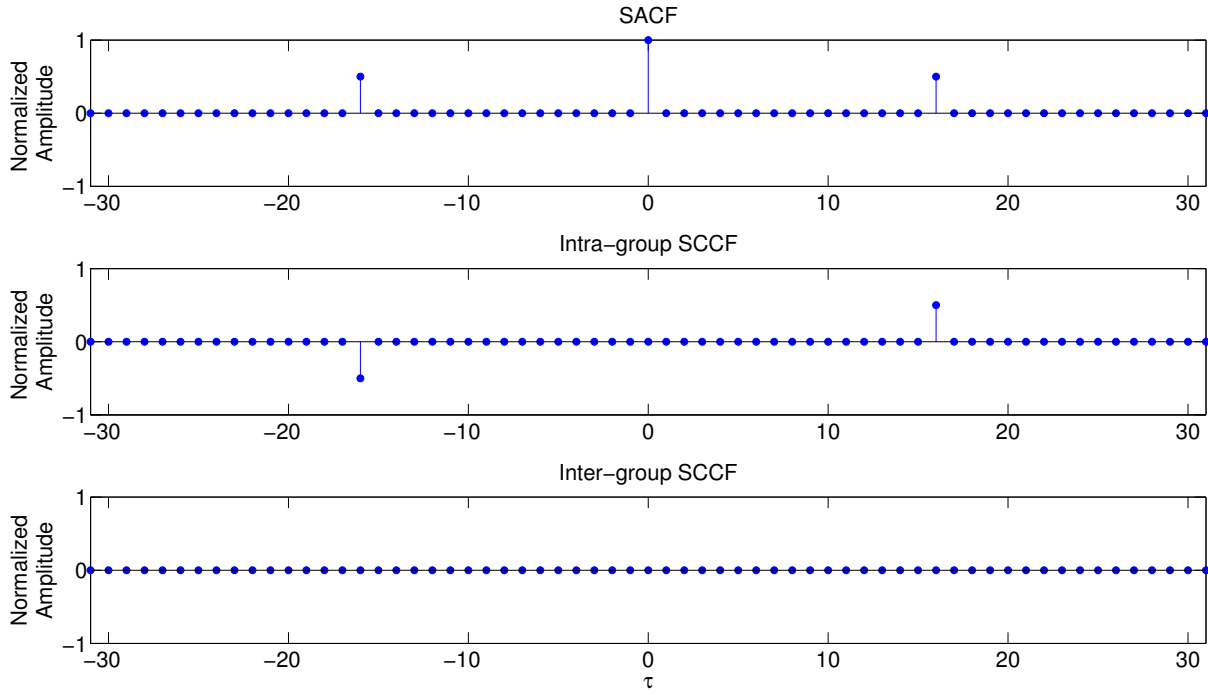 SACF
Normalized
Amplitude
1
0
−1
−30 −20 −10 0 10 20 30
Intra−group SCCF
Normalized
Amplitude
1
0
−1
−30 −20 −10 0 10 20 30
Inter−group SCCF
Normalized
Amplitude
1
0
−1
−30 −20 −10 0 10 20 30
τ